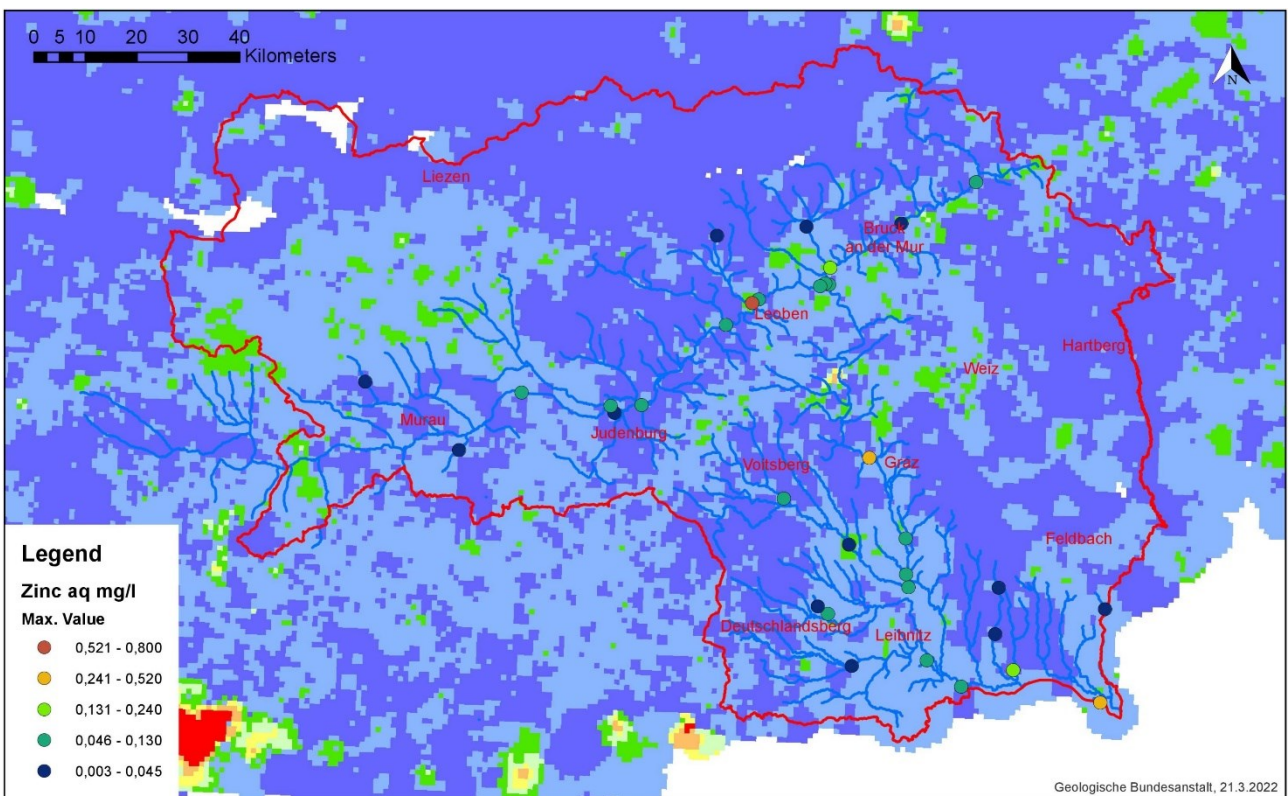 0 5 10 20 30 40
Kilometers
N
Liezen
Bruck
an der Mur
Leoben
Hartberg
Weiz
Murau
Judenburg
Voitsberg
Graz
Feldbach
Deutschlandsberg
Leibnitz
Legend
Zinc aq mg/l
Max. Value
0,521 - 0,800
0,241 - 0,520
0,131 - 0,240
0,046 - 0,130
0,003 - 0,045
Geologische Bundesanstalt, 21.3.2022